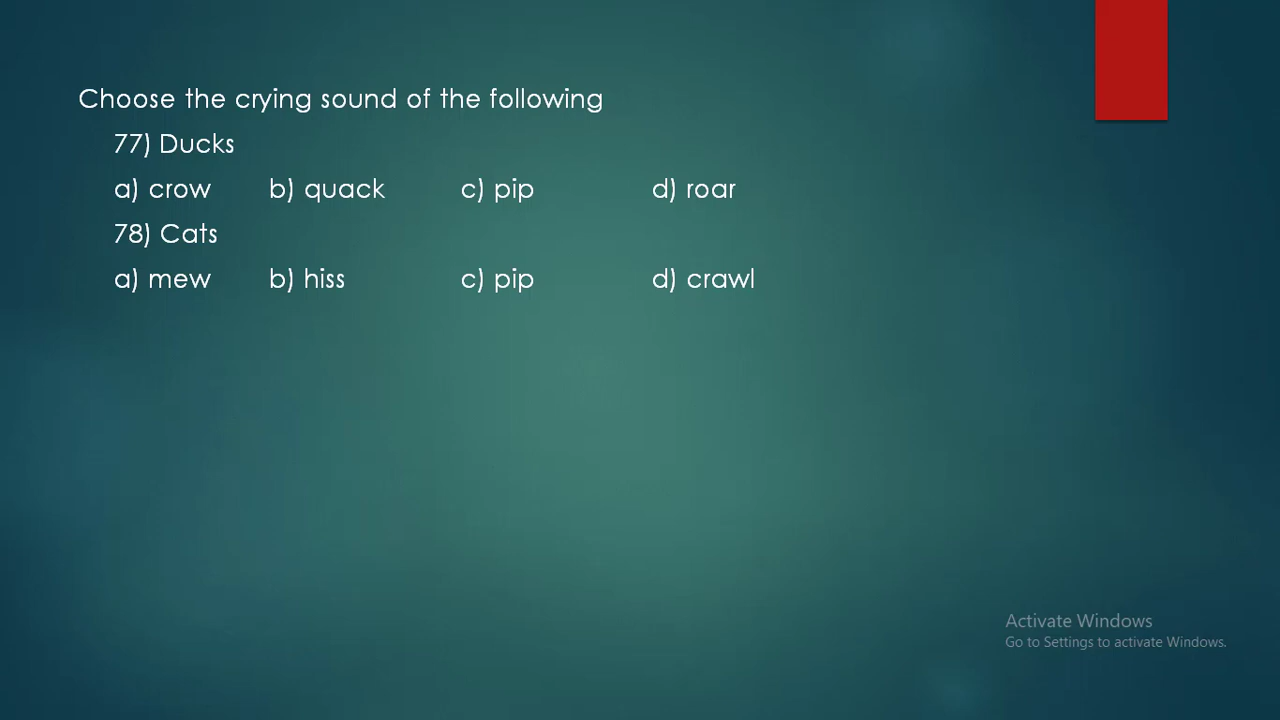 Choose the crying sound of the following
77) Ducks
a) crow b) quack c) pip d) roar
78) Cats
a) mew b) hiss c) pip d) crawl
Activate Windows
Go to Settings to activate Windows.